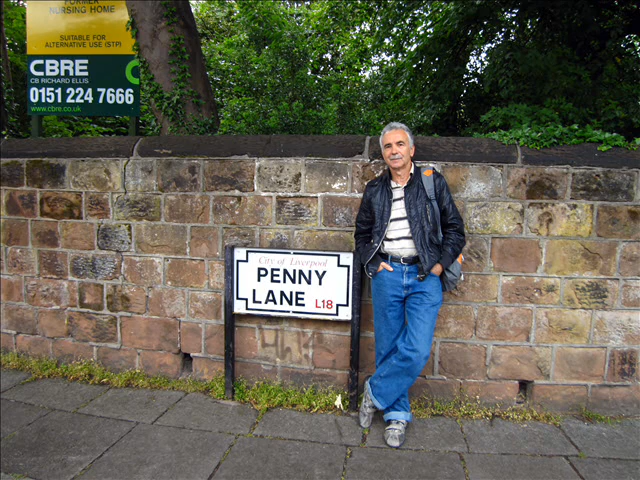 FORMER
NURSING HOME
SUITABLE FOR
ALTERNATIVE USE (STP)
CBRE
CB RICHARD ELLIS
0151 224 7666
www.cbre.co.uk
City of Liverpool
PENNY
LANE L18